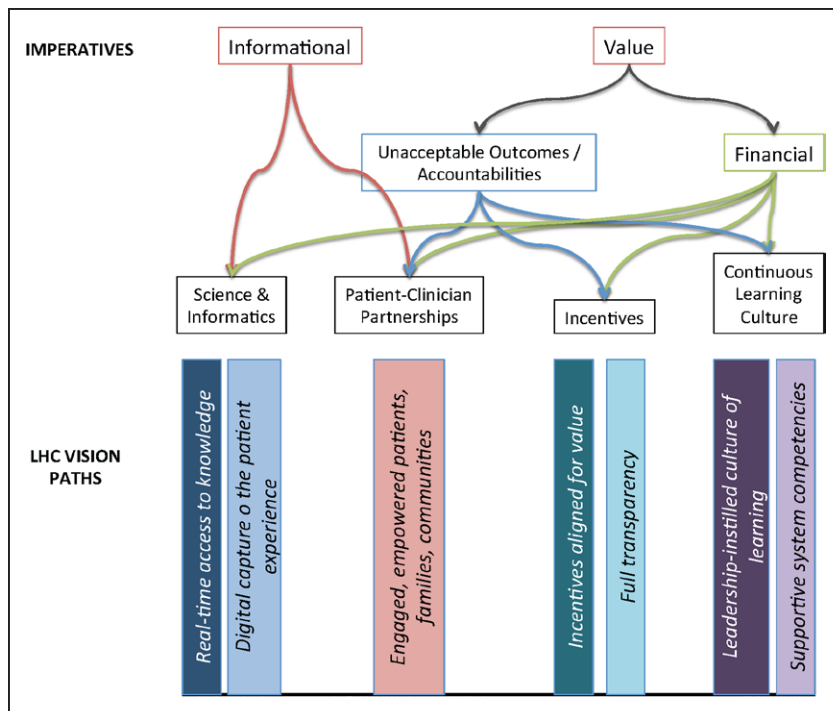 IMPERATIVES
Informational
Value
Unacceptable Outcomes /
Accountabilities
Financial
Science &
Informatics
Patient-Clinician
Partnerships
Incentives
Continuous
Learning
Culture
LHC VISION
PATHS
Real-time access to knowledge
Digital capture o the patient
experience
Engaged, empowered patients,
families, communities
Incentives aligned for value
Full transparency
Leadership-instilled culture of
learning
Supportive system competencies